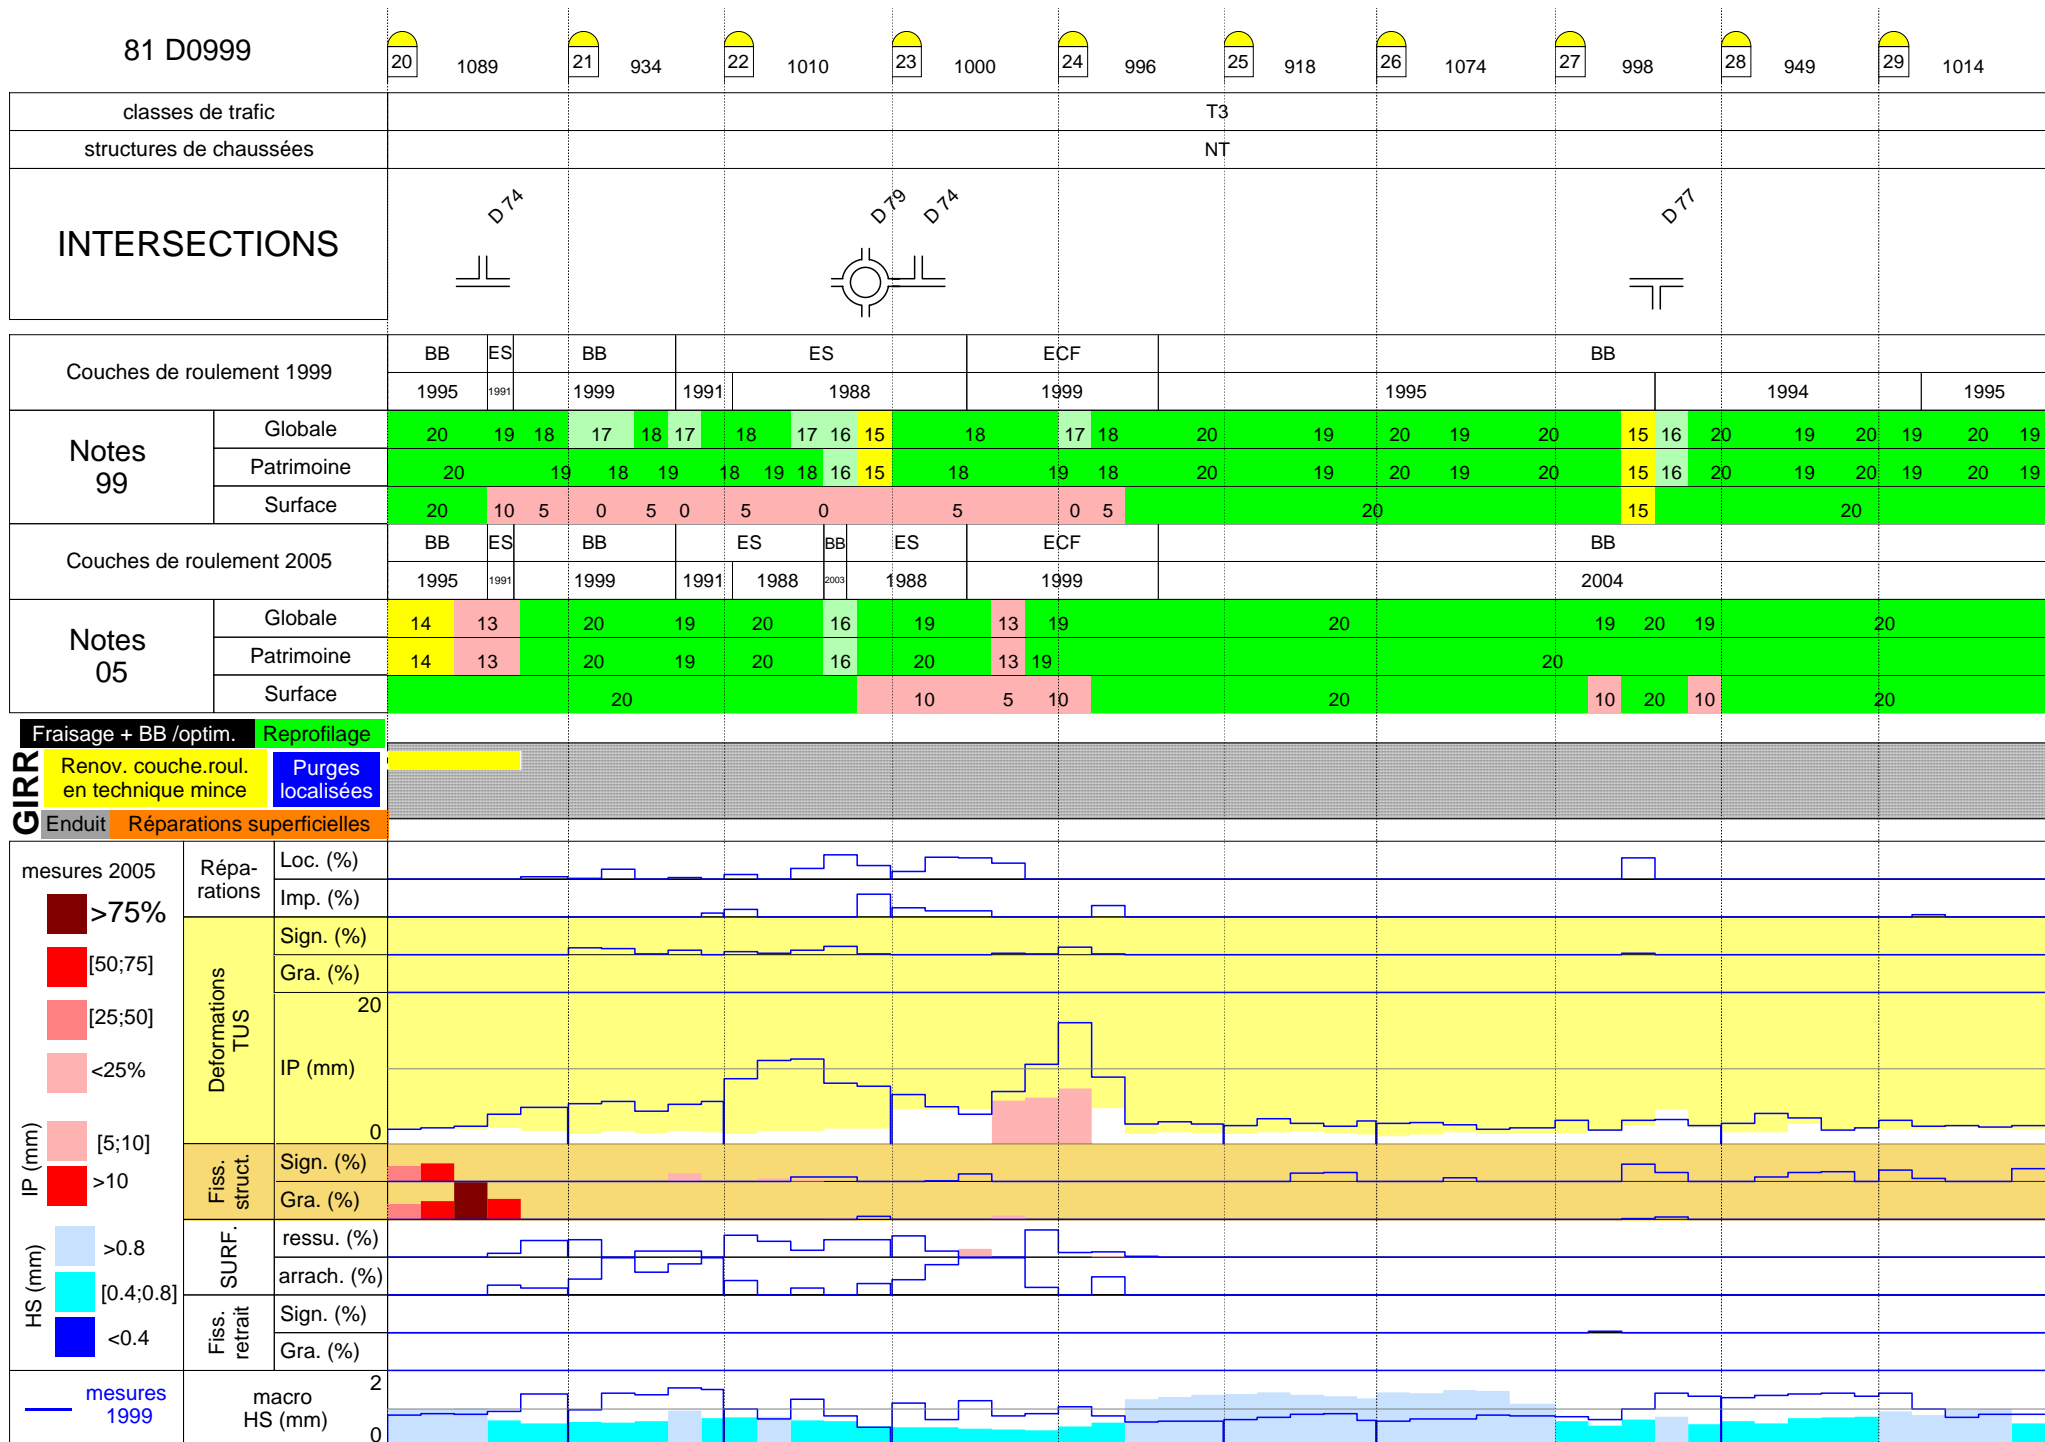 81 D0999
20 1089 21 934 22 1010 23 1000 24 996 25 918 26 1074 27 998 28 949 29 1014
classes de trafic T3
structures de chaussées NT
INTERSECTIONS D 74 D 79 D 74 D 77
Couches de roulement 1999
BB ES BB ES ECF BB
1995 1991 1999 1991 1988 1999 1995 1994 1995
Notes 99
Globale 20 19 18 17 18 17 18 17 16 15 18 17 18 20 19 20 19 20 15 16 20 19 20 19 20 19
Patrimoine 20 19 18 19 18 19 18 16 15 18 19 18 20 19 20 19 20 15 16 20 19 20 19 20 19
Surface 20 10 5 0 5 0 5 0 5 0 5 20 15 20
Couches de roulement 2005
BB ES BB ES BB ES ECF BB
1995 1991 1999 1991 1988 2003 1988 1999 2004
Notes 05
Globale 14 13 20 19 20 16 19 13 19 20 19 20 19 20
Patrimoine 14 13 20 19 20 16 20 13 19 20
Surface 20 10 5 10 20 10 20 10 20
GIRR
Fraisage + BB /optim. Reprofilage
Renov. couche.roul.
en technique mince
Purges
localisées
Enduit Réparations superficielles
mesures 2005
>75%
[50;75]
[25;50]
<25%
IP (mm)
[5;10]
>10
HS (mm)
>0.8
[0.4;0.8]
<0.4
mesures
1999
Répa-
rations
Loc. (%)
Imp. (%)
Deformations
TUS
Sign. (%)
Gra. (%)
20
IP (mm)
0
Fiss.
struct.
Sign. (%)
Gra. (%)
SURF.
ressu. (%)
arrach. (%)
Fiss.
retrait
Sign. (%)
Gra. (%)
macro
HS (mm)
2
0